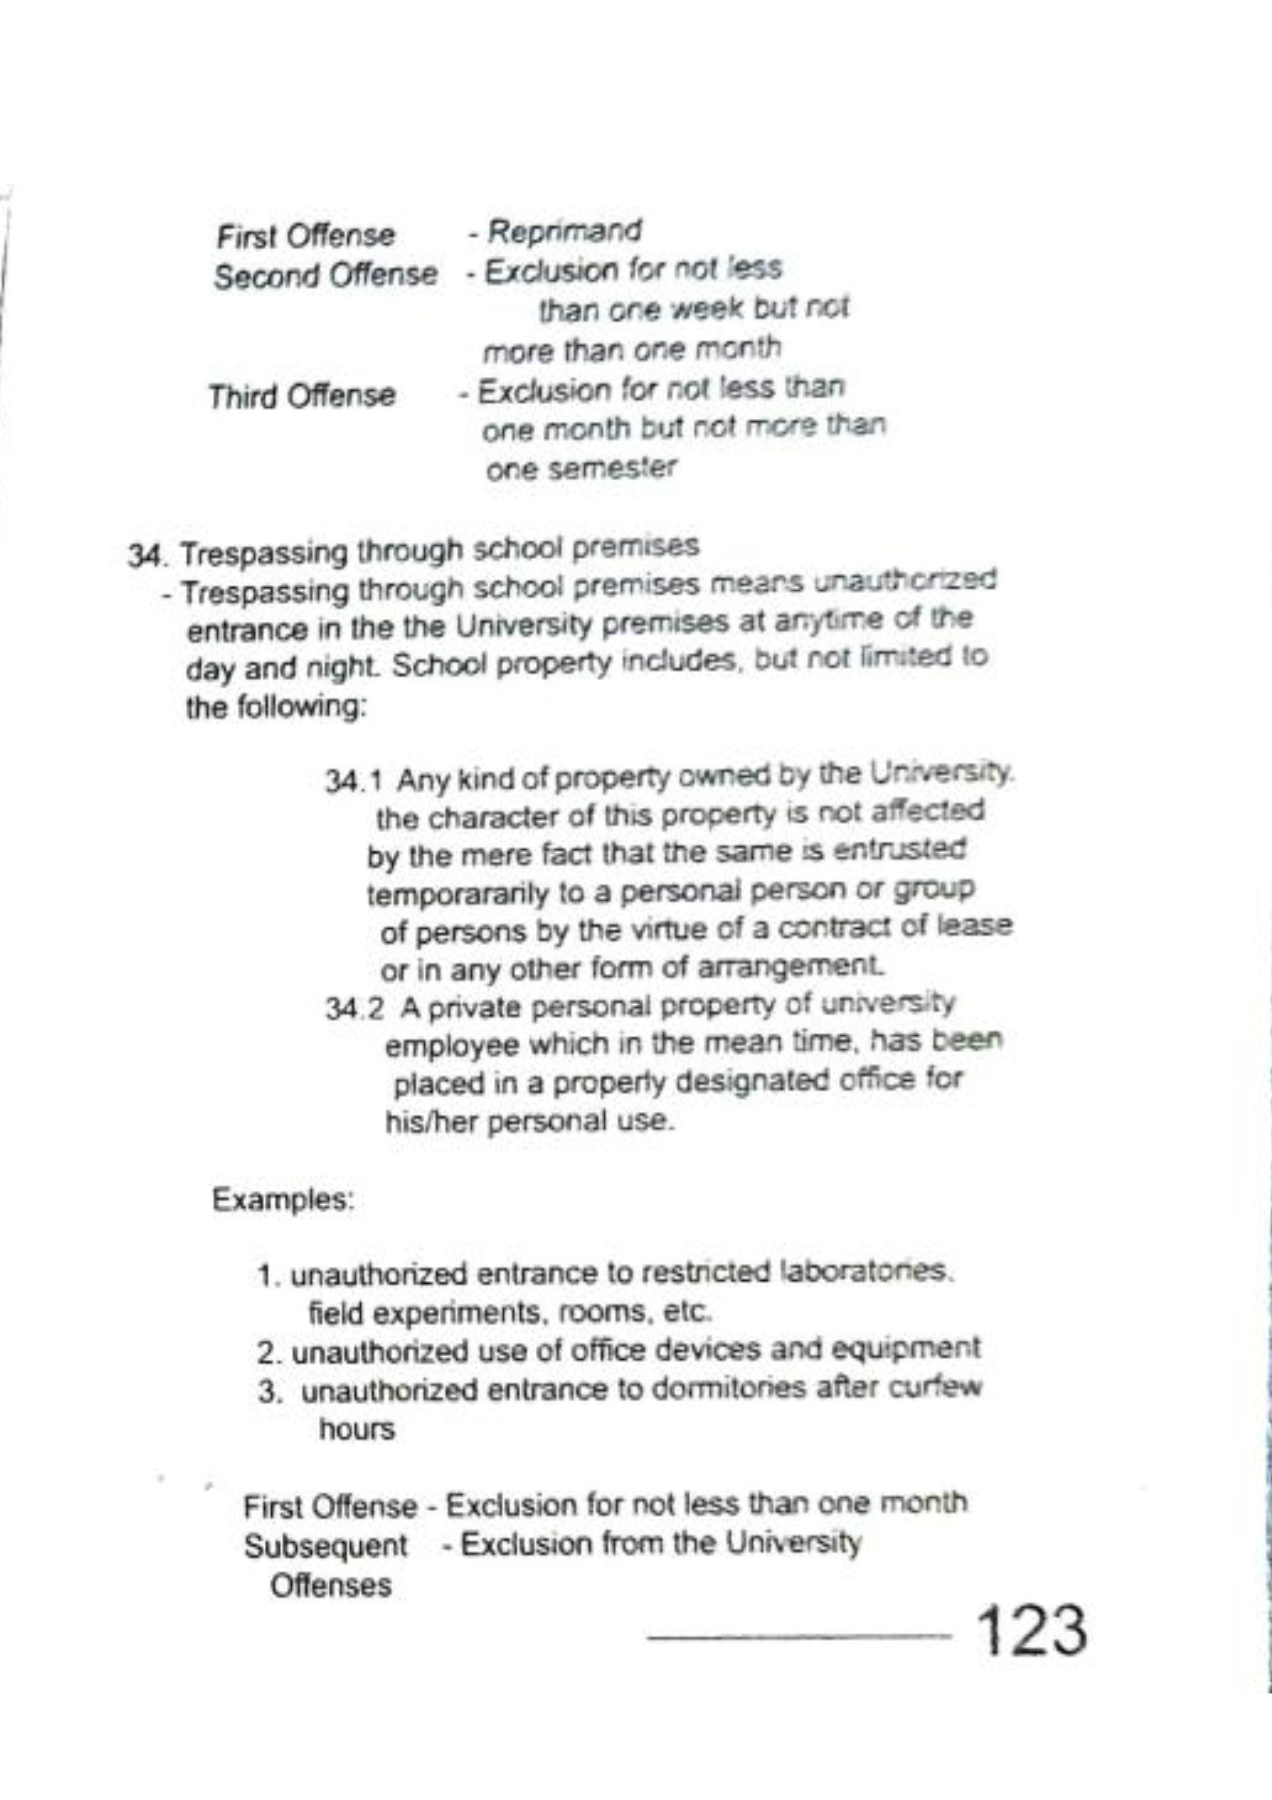 First Offense - Reprimand
Second Offense - Exclusion for not less
than one week but not
more than one month
Third Offense - Exclusion for not less than
one month but not more than
one semester
34. Trespassing through school premises
- Trespassing through school premises means unauthorized
entrance in the the University premises at anytime of the
day and night. School property includes, but not limited to
the following:
34.1 Any kind of property owned by the University.
the character of this property is not affected
by the mere fact that the same is entrusted
temporararily to a personal person or group
of persons by the virtue of a contract of lease
or in any other form of arrangement.
34.2 A private personal property of university
employee which in the mean time, has been
placed in a properly designated office for
his/her personal use.
Examples:
1. unauthorized entrance to restricted laboratories.
field experiments, rooms, etc.
2. unauthorized use of office devices and equipment
3. unauthorized entrance to dormitories after curfew
hours
First Offense - Exclusion for not less than one month
Subsequent - Exclusion from the University
Offenses
123